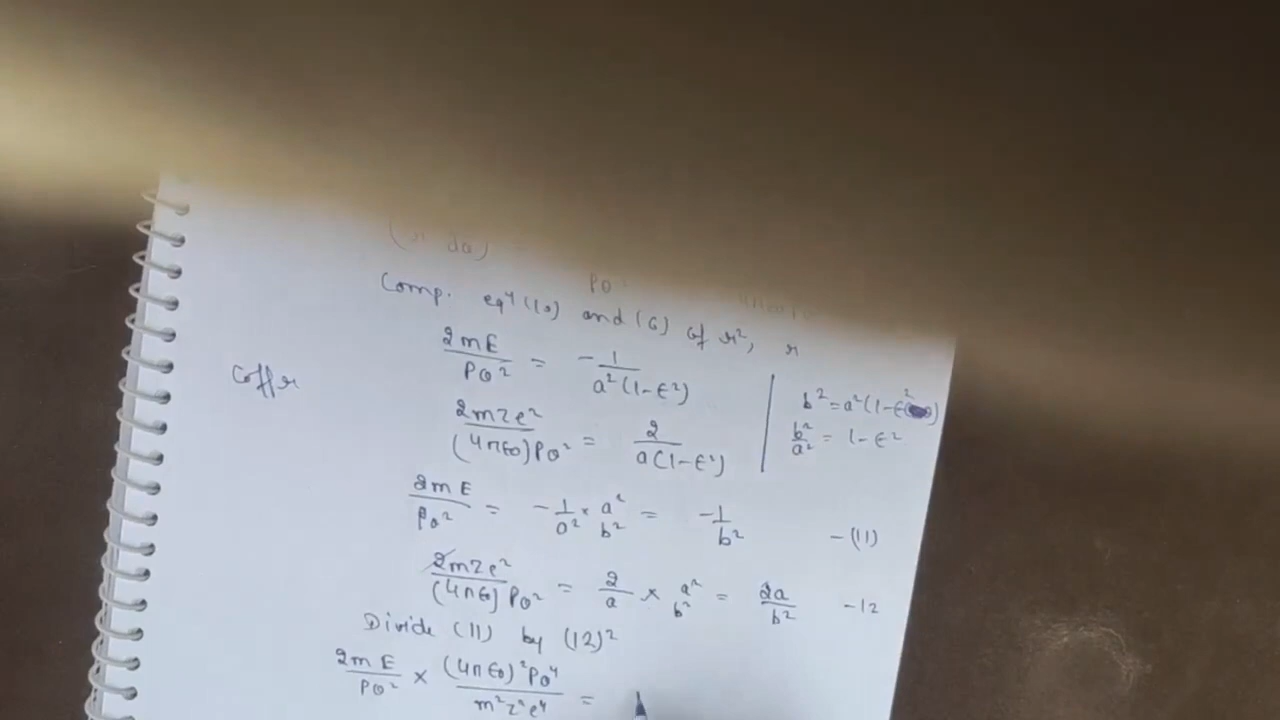 Comp. eqⁿ (10) and (6) of r², r
Coff r
2mE/Pθ² = -1/a²(1-ϵ²)
b² = a²(1-ϵ²)
b²/a² = 1-ϵ²
2mze²/(4πϵ₀)Pθ² = 2/a(1-ϵ²)
2mE/Pθ² = -1/a² × a²/b² = -1/b² -(11)
2mze²/(4πϵ₀)Pθ² = 2/a × a²/b² = 2a/b² -12
Divide (11) by (12)²
2mE/Pθ² × (4πϵ₀)²Pθ⁴/m²z²e⁴ =